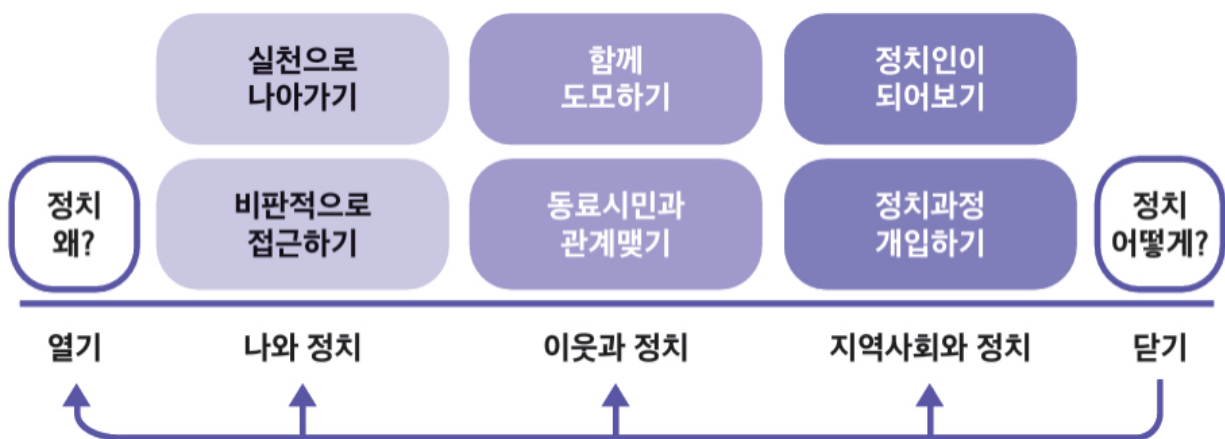 실천으로
나아가기
함께
도모하기
정치인이
되어보기
정치
왜?
비판적으로
접근하기
동료시민과
관계맺기
정치과정
개입하기
정치
어떻게?
열기
나와 정치
이웃과 정치
지역사회와 정치
닫기